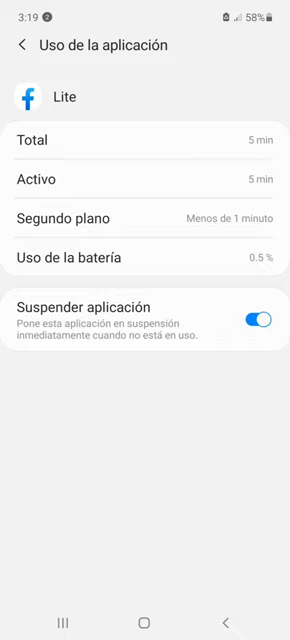 3:19 2 58%
Uso de la aplicación
Lite
Total 5 min
Activo 5 min
Segundo plano Menos de 1 minuto
Uso de la batería 0.5 %
Suspender aplicación
Pone esta aplicación en suspensión
inmediatamente cuando no está en uso.